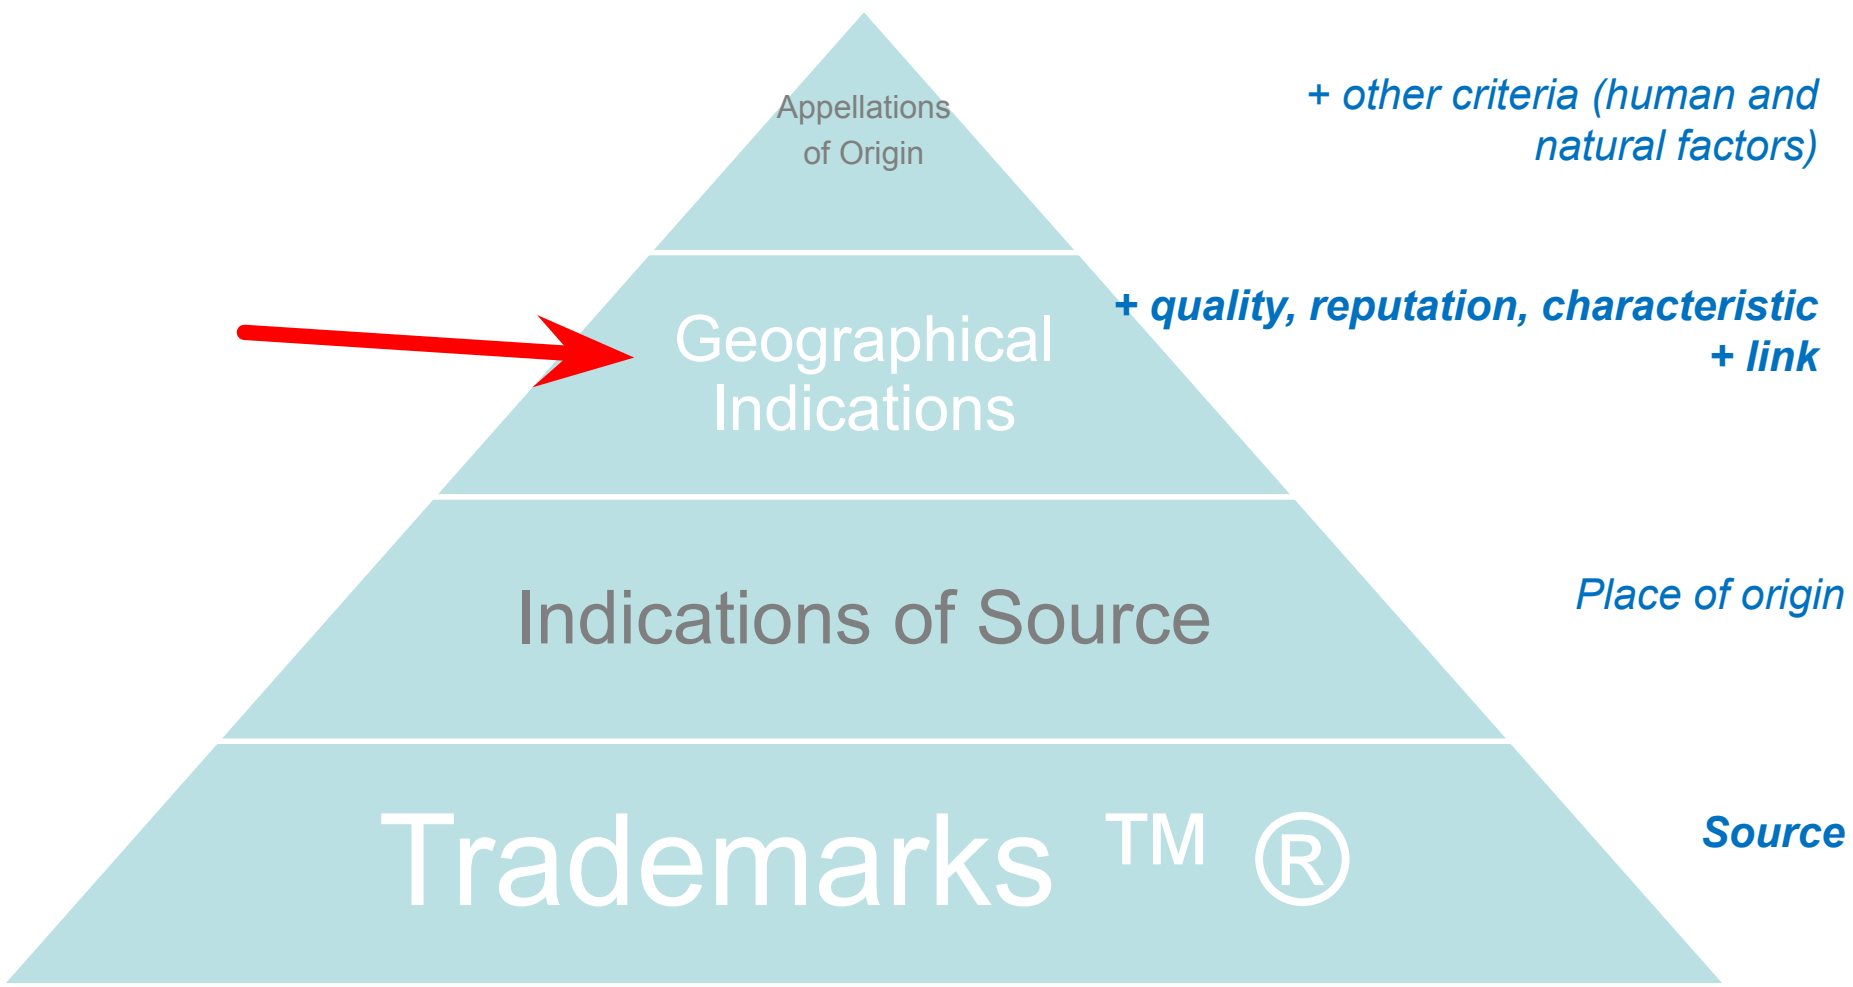 Appellations
of Origin
+ other criteria (human and
natural factors)
Geographical
Indications
+ quality, reputation, characteristic
+ link
Indications of Source
Place of origin
Trademarks ™ ®
Source